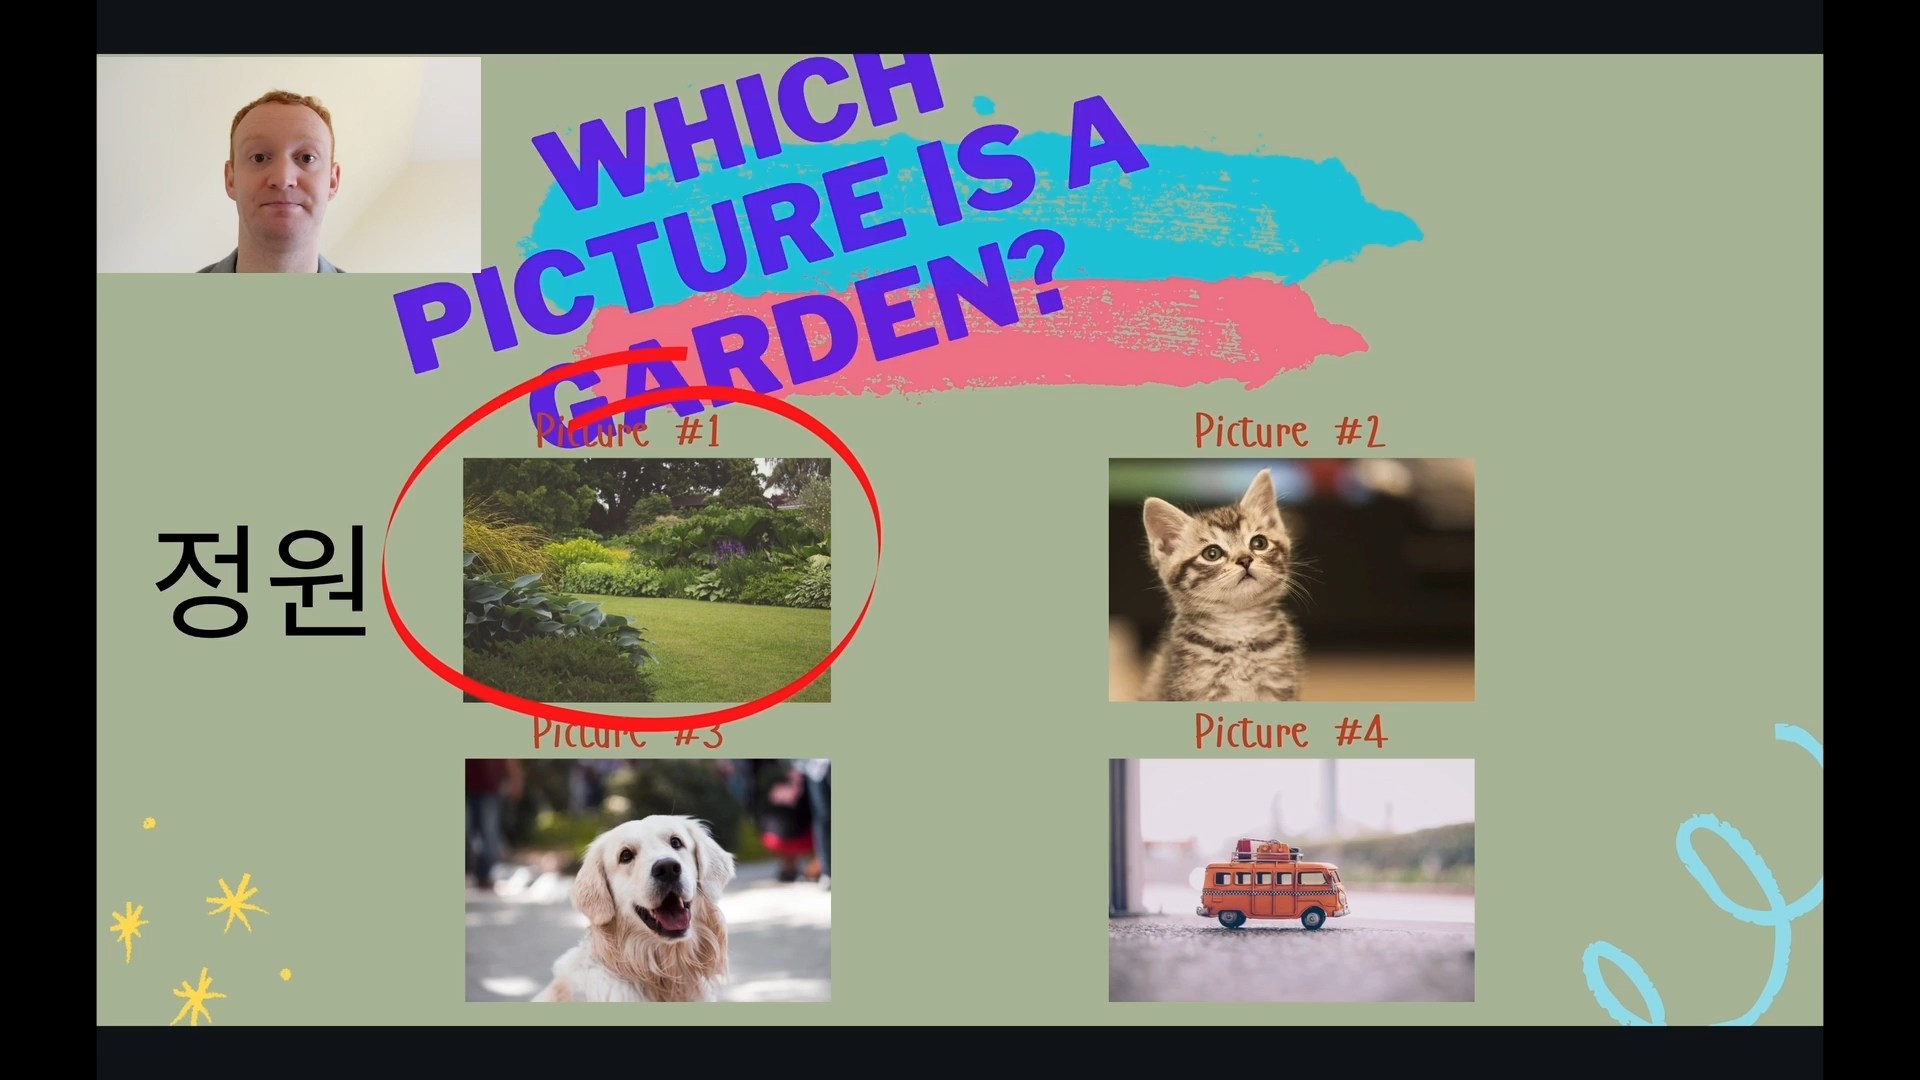 WHICH
PICTURE IS A
GARDEN?
Picture #1
Picture #2
정원
Picture #3
Picture #4